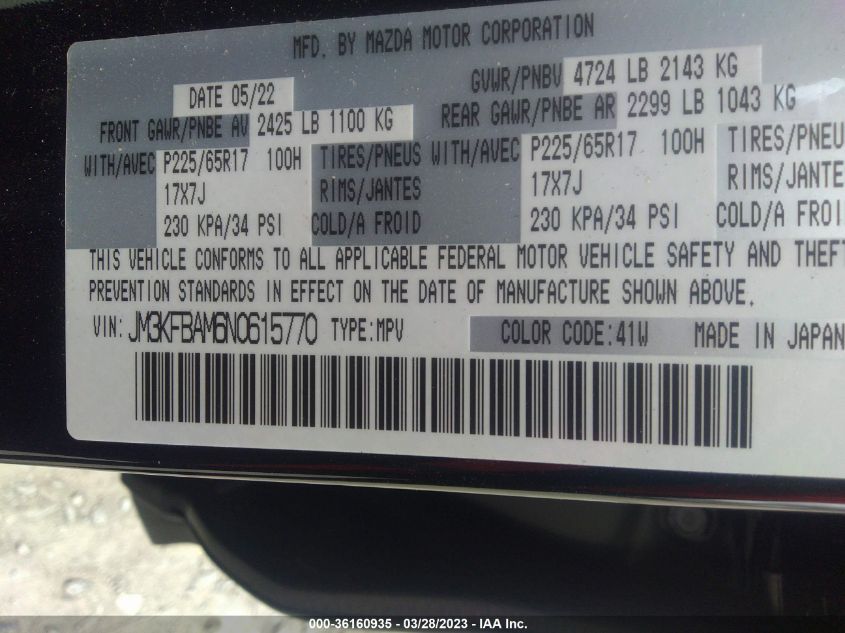 MFD. BY MAZDA MOTOR CORPORATION
DATE 05/22 GVWR/PNBV 4724 LB 2143 KG
FRONT GAWR/PNBE AV 2425 LB 1100 KG REAR GAWR/PNBE AR 2299 LB 1043 KG
WITH/AVEC P225/65R17 100H TIRES/PNEUS WITH/AVEC P225/65R17 100H TIRES/PNEU
17X7J RIMS/JANTES 17X7J RIMS/JANTE
230 KPA/34 PSI COLD/A FROID 230 KPA/34 PSI COLD/A FROI
THIS VEHICLE CONFORMS TO ALL APPLICABLE FEDERAL MOTOR VEHICLE SAFETY AND THEFT
PREVENTION STANDARDS IN EFFECT ON THE DATE OF MANUFACTURE SHOWN ABOVE.
VIN: JM3KFBAM6N0615770 TYPE:MPV COLOR CODE:41W MADE IN JAPAN
000-36160935 - 03/28/2023 - IAA Inc.